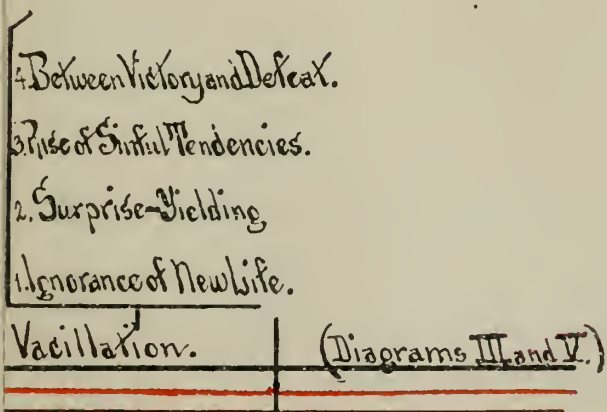 4. Between Victory and Defeat.
3. Rise of Sinful Tendencies.
2. Surprise-Yielding
1. Ignorance of New Life.
Vacillation. (Diagrams III and V.)